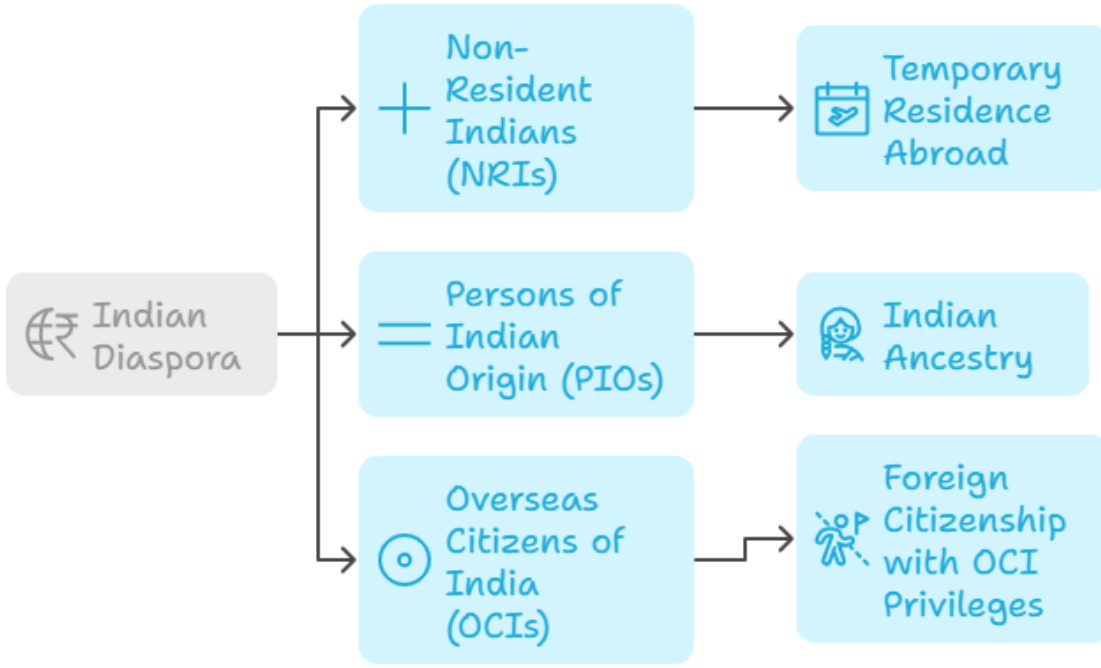 Non-
Resident
Indians
(NRIs)
Temporary
Residence
Abroad
Indian
Diaspora
Persons of
Indian
Origin (PIOs)
Indian
Ancestry
Overseas
Citizens of
India
(OCIs)
Foreign
Citizenship
with OCI
Privileges